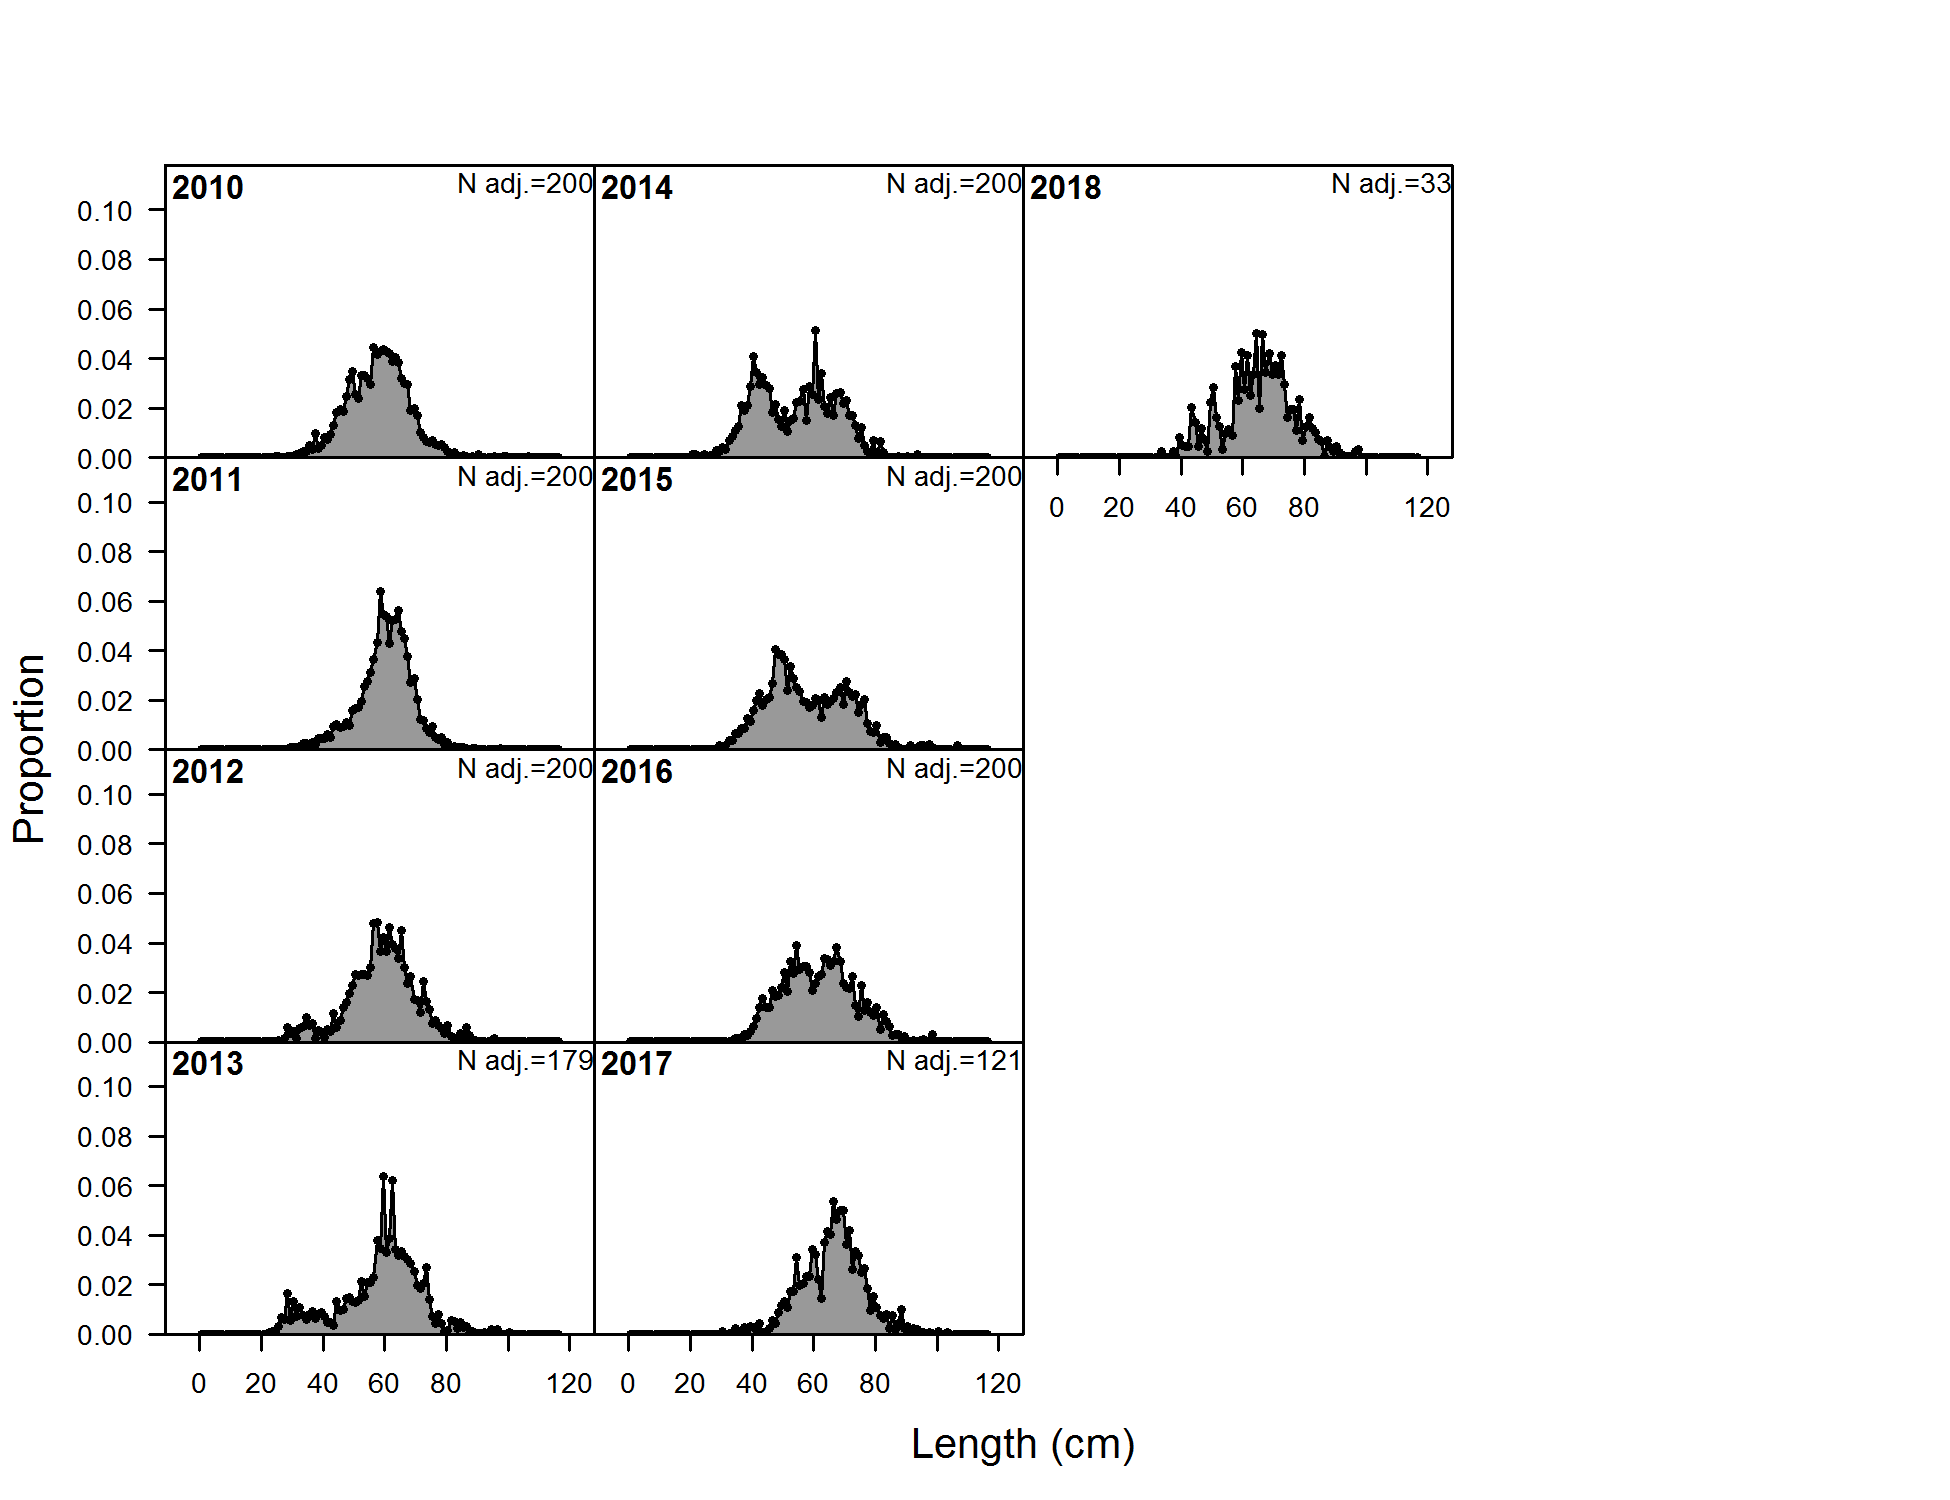 2010 N adj.=200
2014 N adj.=200
2018 N adj.=33
0.10
0.08
0.06
0.04
0.02
0.00
0 20 40 60 80 120
2011 N adj.=200
2015 N adj.=200
0.10
0.08
0.06
0.04
0.02
0.00
2012 N adj.=200
2016 N adj.=200
0.10
0.08
0.06
0.04
0.02
0.00
2013 N adj.=179
2017 N adj.=121
0.10
0.08
0.06
0.04
0.02
0.00
0 20 40 60 80 120
0 20 40 60 80 120
Proportion
Length (cm)